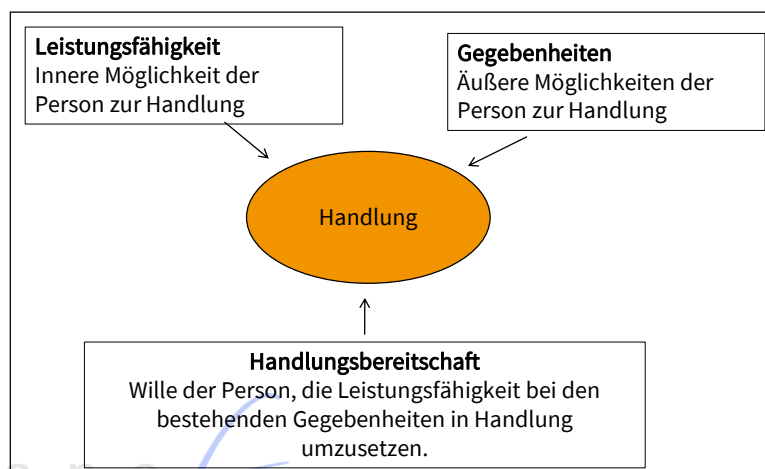 Leistungsfähigkeit
Innere Möglichkeit der
Person zur Handlung
Gegebenheiten
Äußere Möglichkeiten der
Person zur Handlung
Handlung
Handlungsbereitschaft
Wille der Person, die Leistungsfähigkeit bei den
bestehenden Gegebenheiten in Handlung
umzusetzen.